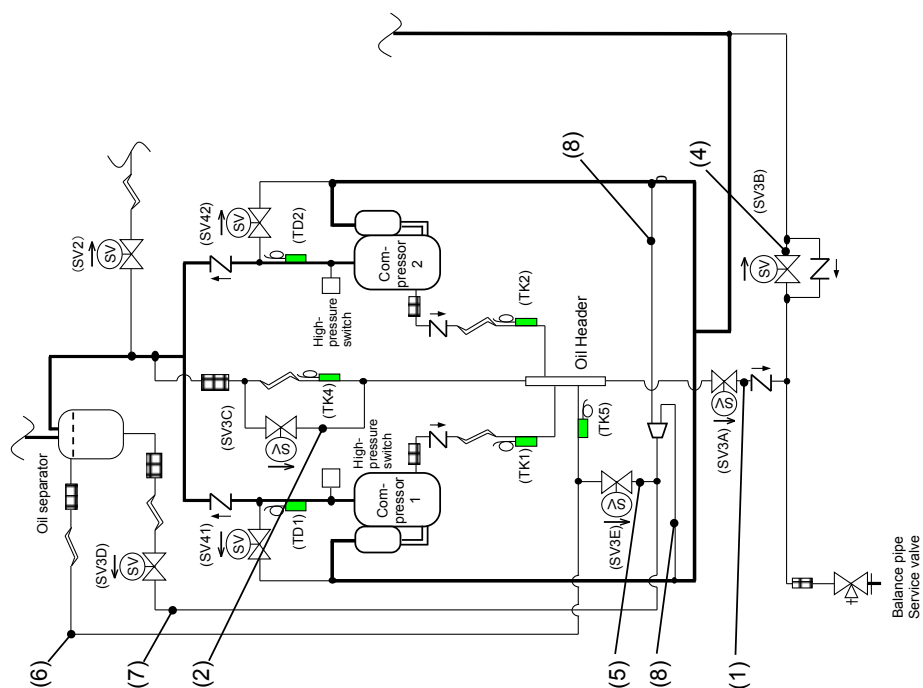 (SV2)
SV
(SV42)
SV
(TD2)
High-
pressure
switch
Com-
pressor
2
(TK2)
(8)
(4)
(SV3B)
SV
Oil separator
(SV3D)
SV
(SV41)
SV
(TD1)
(SV3C)
SV
(TK4)
High-
pressure
switch
Com-
pressor
1
(TK1)
Oil Header
(TK5)
(SV3E)
SV
(SV3A)
SV
(6)
(7)
(2)
(5)
(8)
(1)
Balance pipe
Service valve